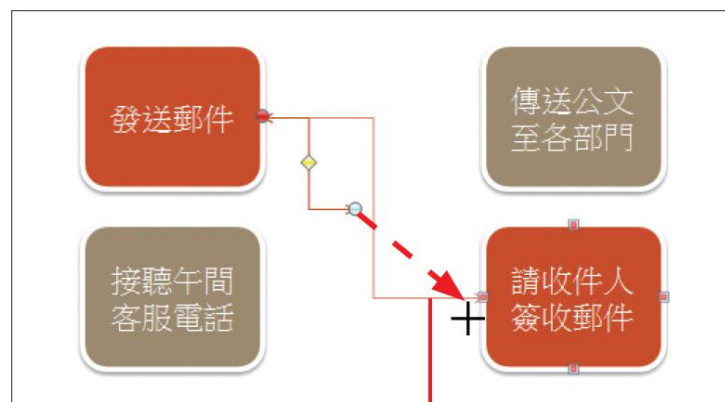 發送郵件
傳送公文
至各部門
接聽午間
客服電話
請收件人
簽收郵件